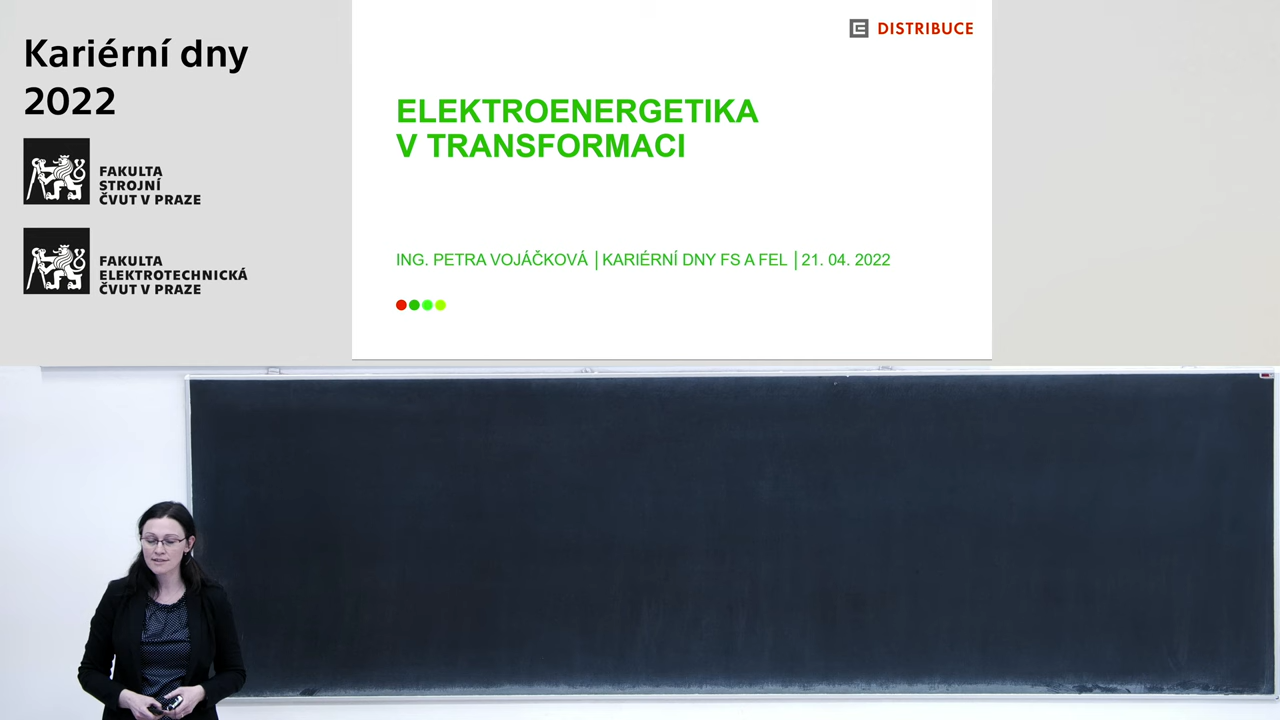 Kariérní dny
2022
FAKULTA
STROJNÍ
ČVUT V PRAZE
FAKULTA
ELEKTROTECHNICKÁ
ČVUT V PRAZE
DISTRIBUCE
ELEKTROENERGETIKA
V TRANSFORMACI
ING. PETRA VOJÁČKOVÁ | KARIÉRNÍ DNY FS A FEL | 21. 04. 2022